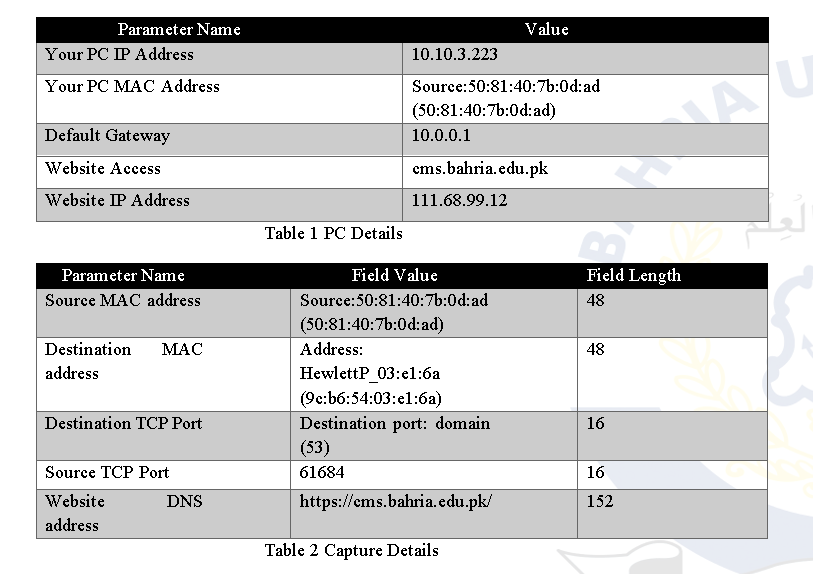 Parameter Name Value
Your PC IP Address 10.10.3.223
Your PC MAC Address Source:50:81:40:7b:0d:ad
(50:81:40:7b:0d:ad)
Default Gateway 10.0.0.1
Website Access cms.bahria.edu.pk
Website IP Address 111.68.99.12
Table 1 PC Details
Parameter Name Field Value Field Length
Source MAC address Source:50:81:40:7b:0d:ad 48
(50:81:40:7b:0d:ad)
Destination MAC Address: 48
address HewlettP_03:e1:6a
(9c:b6:54:03:e1:6a)
Destination TCP Port Destination port: domain 16
(53)
Source TCP Port 61684 16
Website DNS https://cms.bahria.edu.pk/ 152
address
Table 2 Capture Details
BAHRIA U